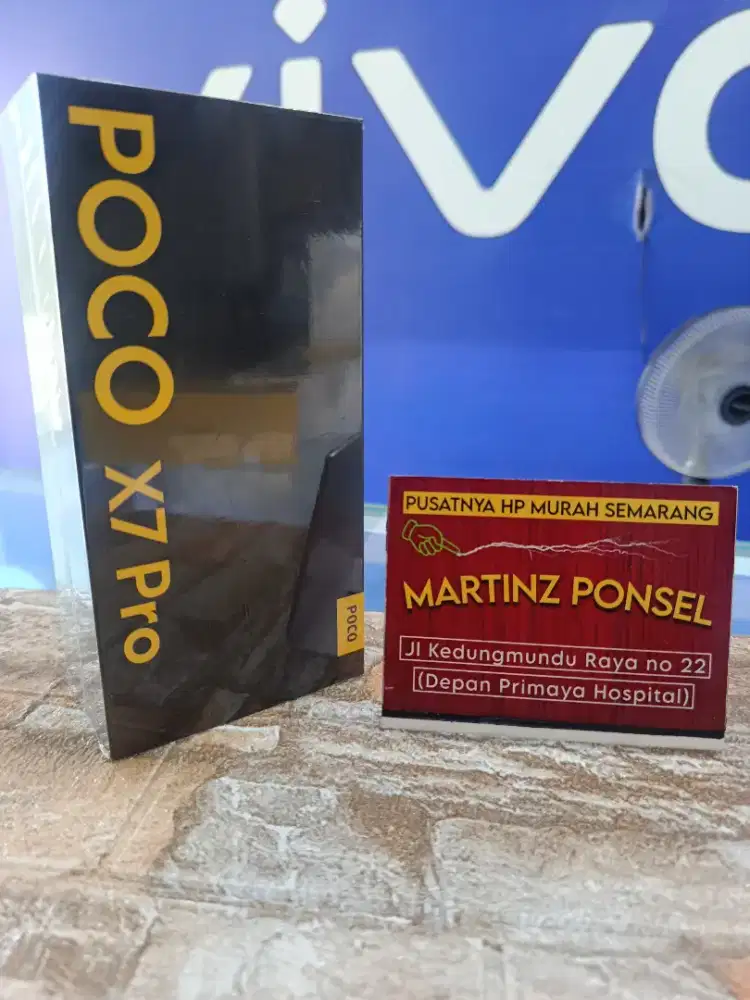 vivo
POCO X7 Pro
POCO
PUSATNYA HP MURAH SEMARANG
MARTINZ PONSEL
Jl Kedungmundu Raya no 22
(Depan Primaya Hospital)